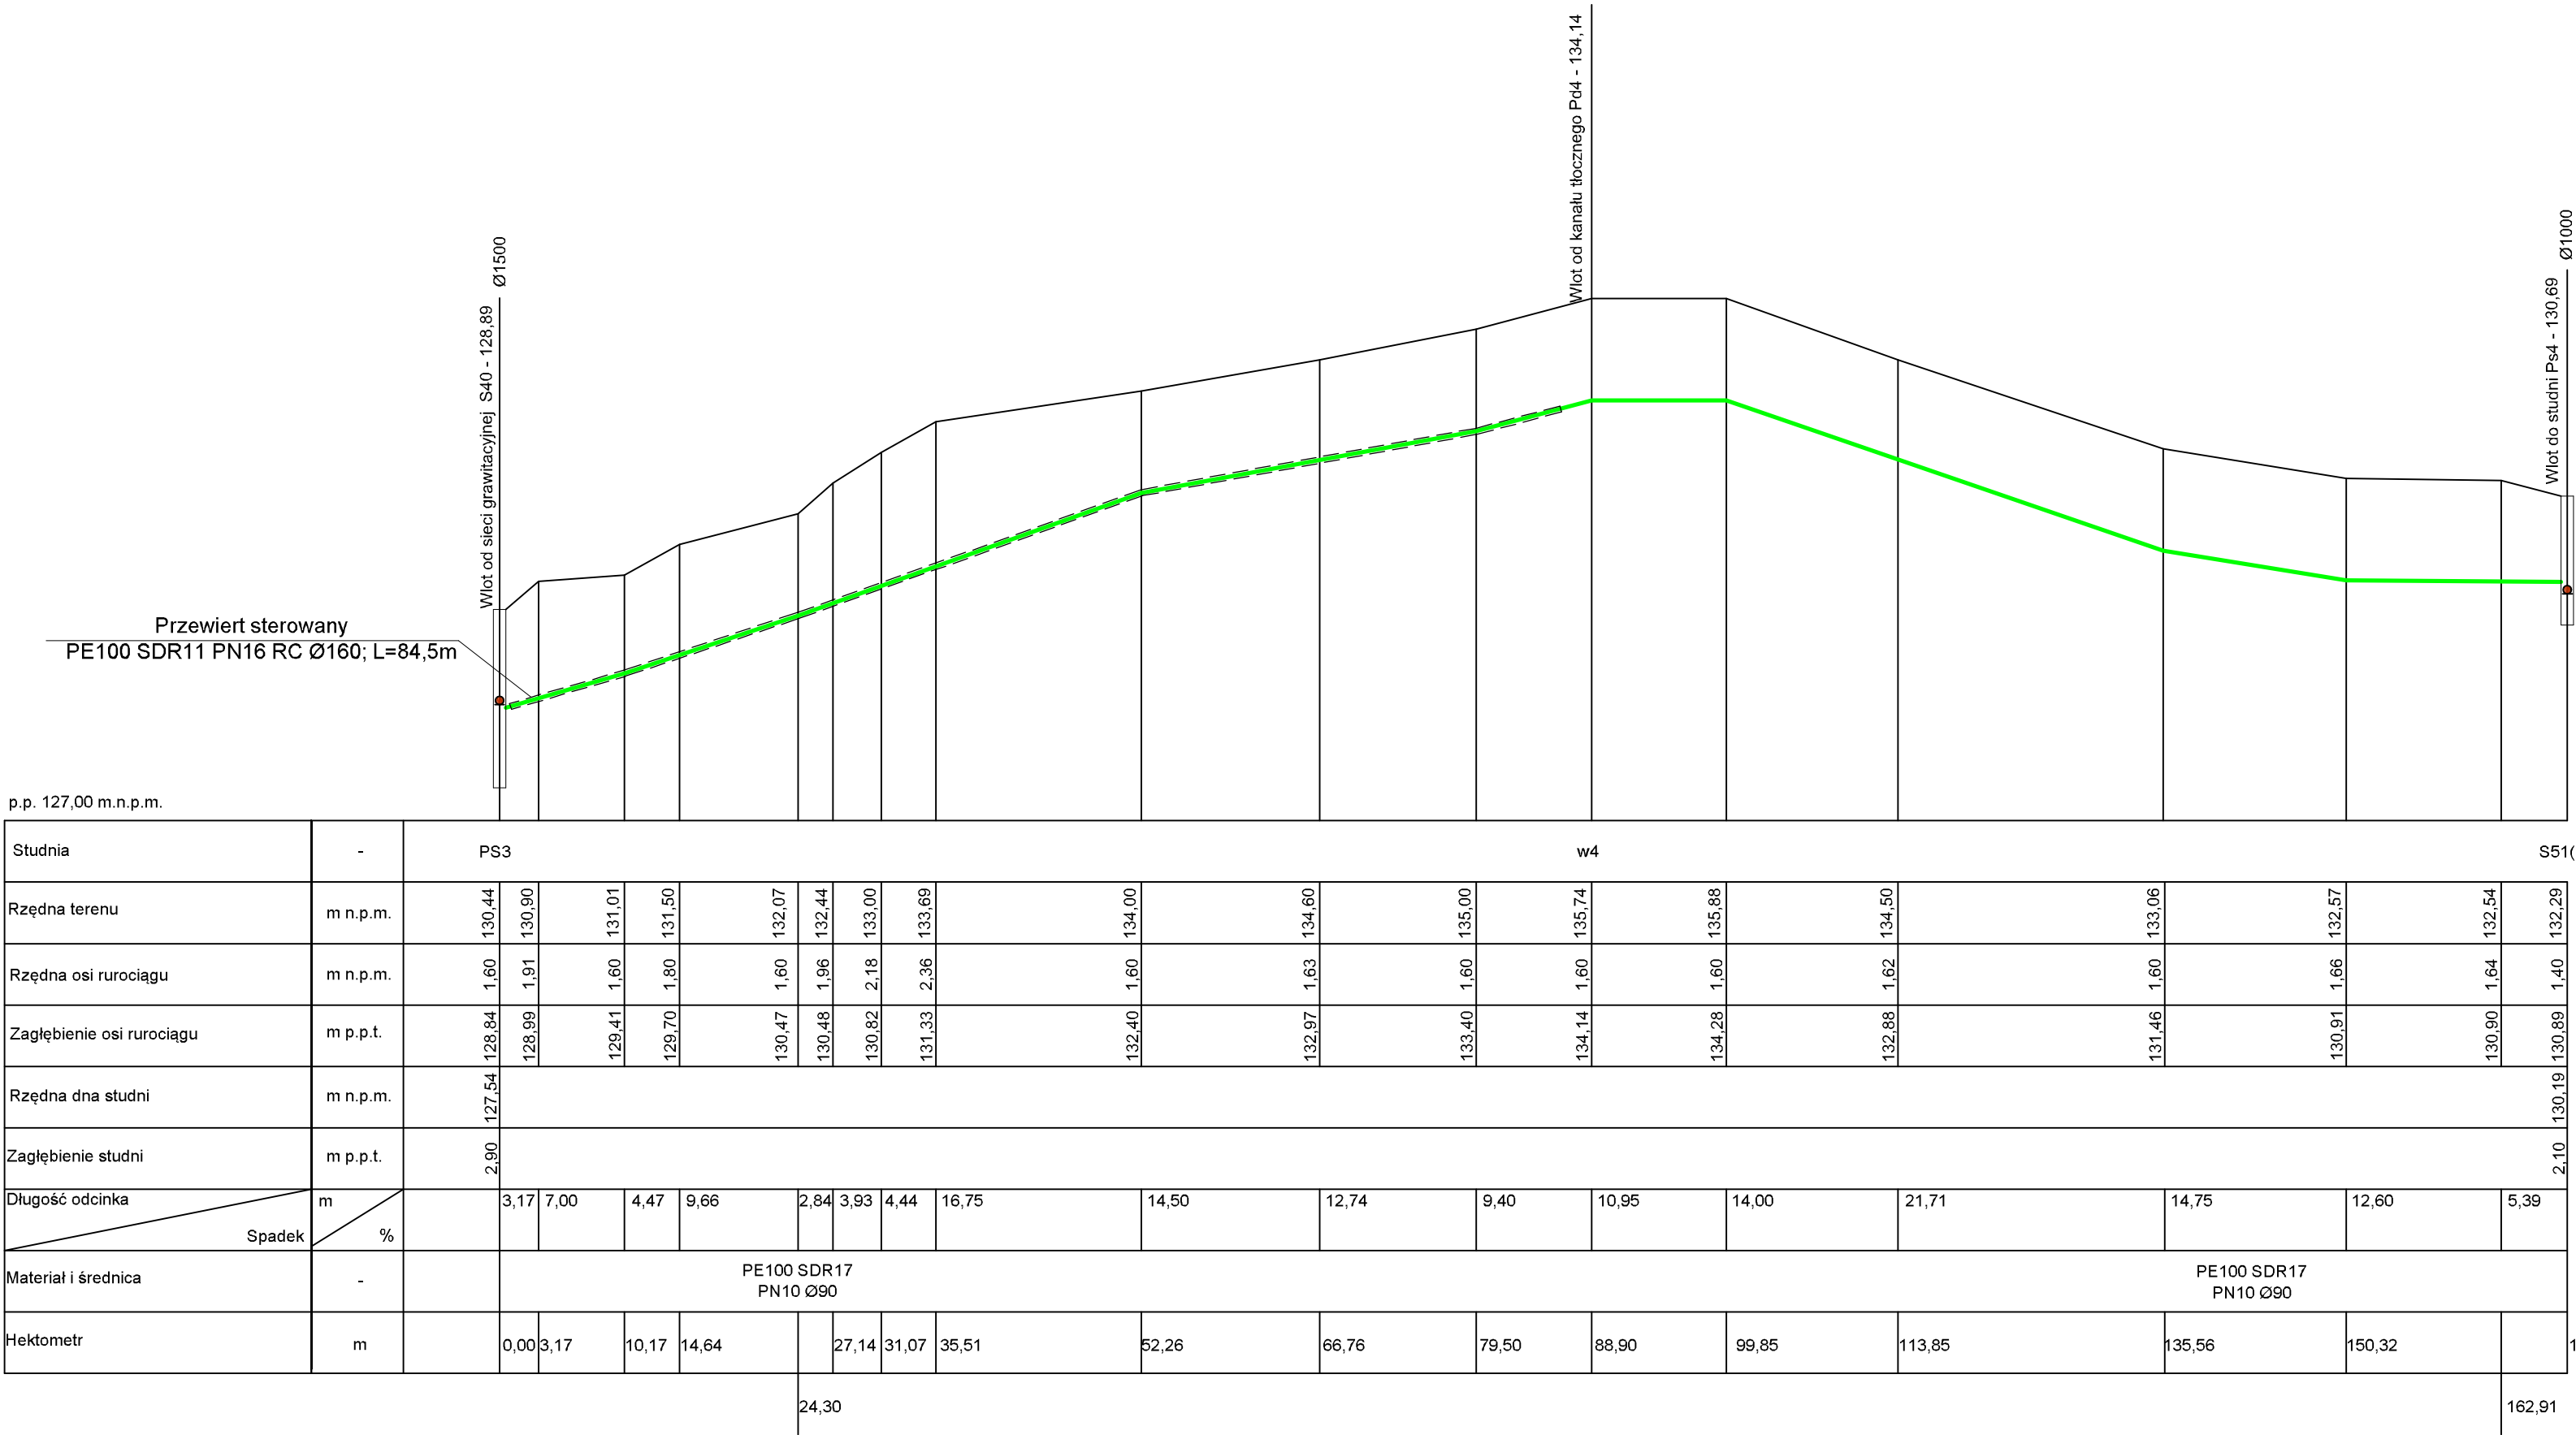 Wlot od sieci grawitacyjnej S40 - 128,89 Ø1500
Wlot od kanału tłocznego Pd4 - 134,14
Wlot do studni Ps4 - 130,69 Ø1000
Przewiert sterowany
PE100 SDR11 PN16 RC Ø160; L=84,5m
p.p. 127,00 m.n.p.m.
Studnia - PS3 w4 S51(
Rzędna terenu m n.p.m. 130,44 130,90 131,01 131,50 132,07 132,44 133,00 133,69 134,00 134,60 135,00 135,74 135,88 134,50 133,06 132,57 132,54 132,29
Rzędna osi rurociągu m n.p.m. 1,60 1,91 1,60 1,80 1,60 1,96 2,18 2,36 1,60 1,63 1,60 1,60 1,60 1,62 1,60 1,66 1,64 1,40
Zagłębienie osi rurociągu m p.p.t. 128,84 128,99 129,41 129,70 130,47 130,48 130,82 131,33 132,40 132,97 133,40 134,14 134,28 132,88 131,46 130,91 130,90 130,89
Rzędna dna studni m n.p.m. 127,54 130,19
Zagłębienie studni m p.p.t. 2,90 2,10
Długość odcinka m 3,17 7,00 4,47 9,66 2,84 3,93 4,44 16,75 14,50 12,74 9,40 10,95 14,00 21,71 14,75 12,60 5,39
Spadek %
Materiał i średnica - PE100 SDR17 PE100 SDR17
PN10 Ø90 PN10 Ø90
Hektometr m 0,00 3,17 10,17 14,64 27,14 31,07 35,51 52,26 66,76 79,50 88,90 99,85 113,85 135,56 150,32 1
24,30 162,91